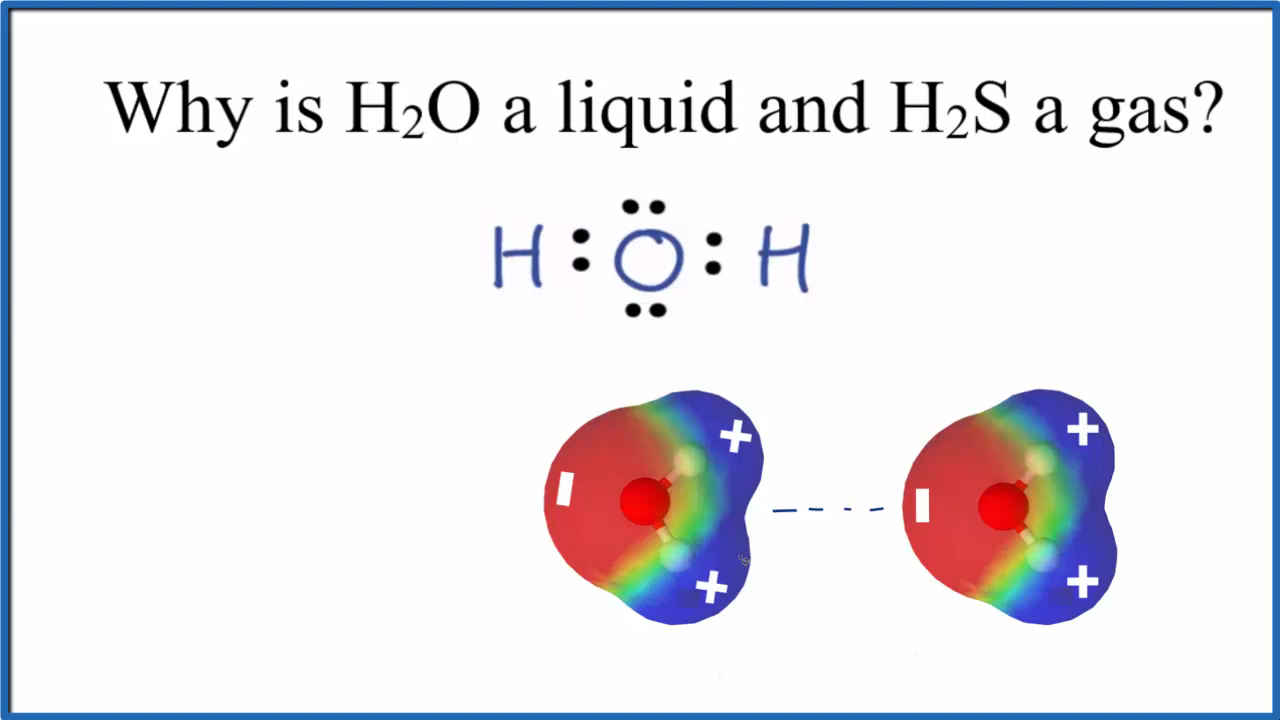 Why is H₂O a liquid and H₂S a gas?
H : O : H
+ +
- -
+ +